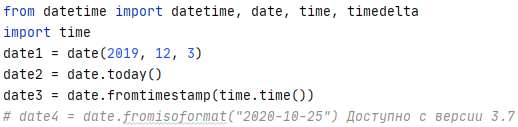 from datetime import datetime, date, time, timedelta
import time
date1 = date(2019, 12, 3)
date2 = date.today()
date3 = date.fromtimestamp(time.time())
# date4 = date.fromisoformat("2020-10-25") Доступно с версии 3.7